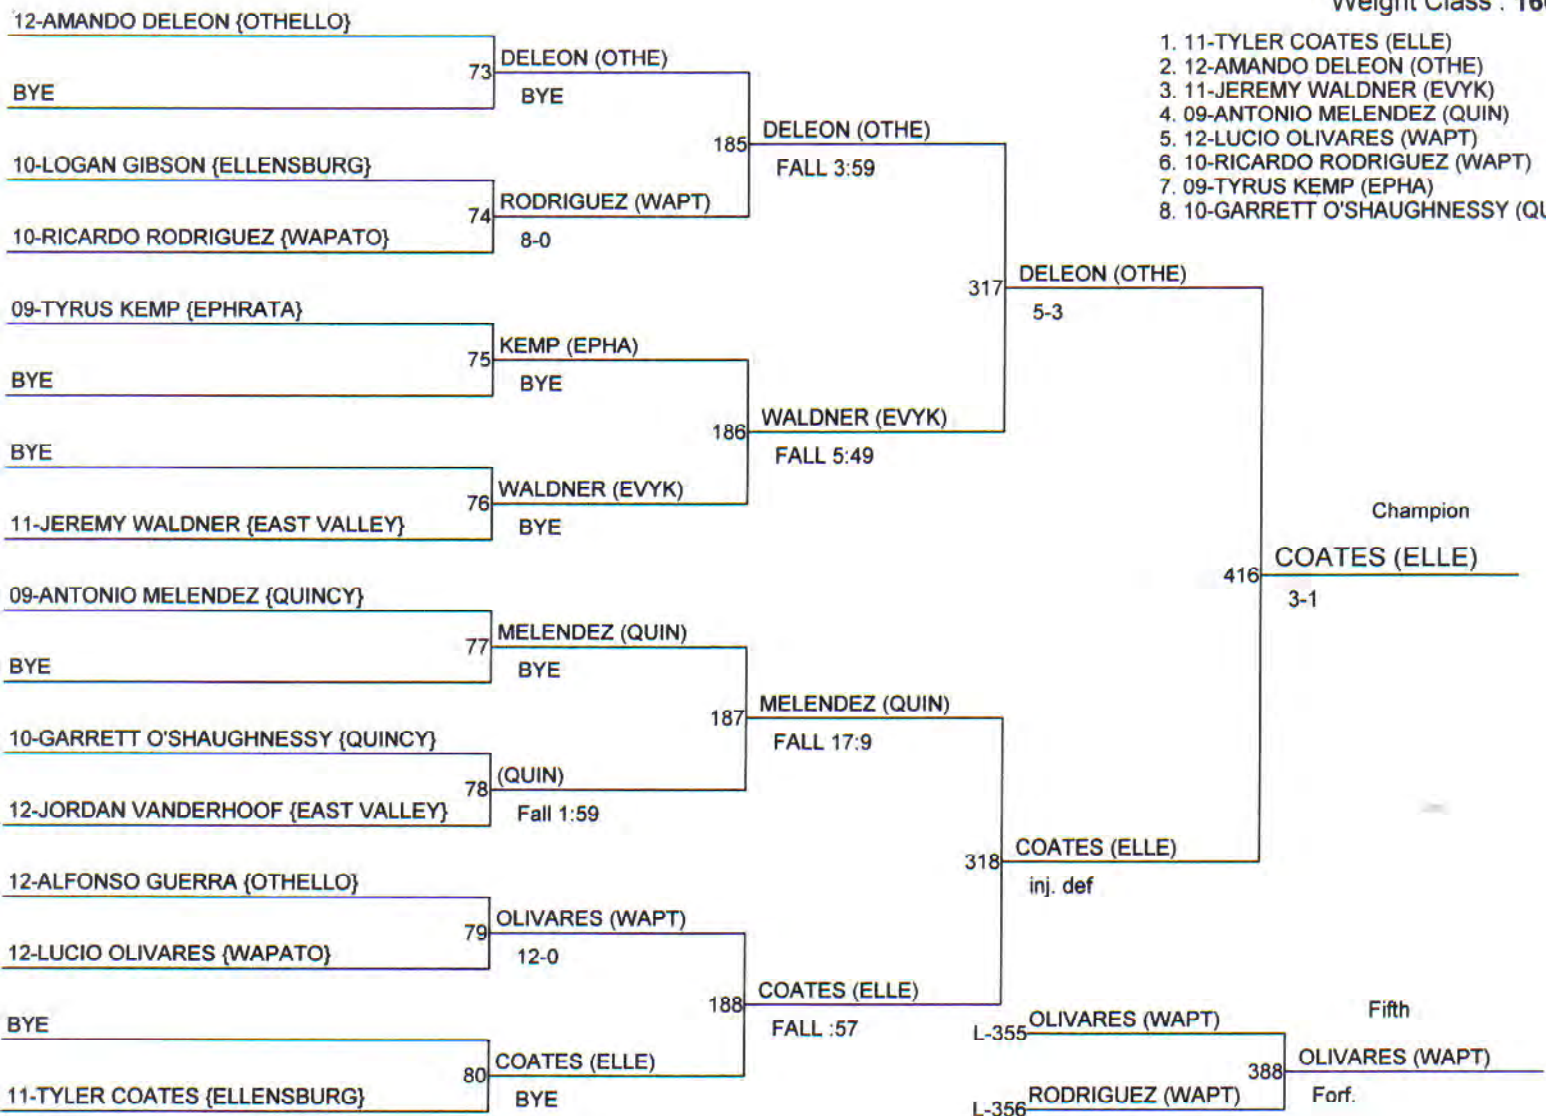 Weight Class :
1. 11-TYLER COATES (ELLE)
2. 12-AMANDO DELEON (OTHE)
3. 11-JEREMY WALDNER (EVYK)
4. 09-ANTONIO MELENDEZ (QUIN)
5. 12-LUCIO OLIVARES (WAPT)
6. 10-RICARDO RODRIGUEZ (WAPT)
7. 09-TYRUS KEMP (EPHA)
8. 10-GARRETT O'SHAUGHNESSY
12-AMANDO DELEON {OTHELLO}
BYE
10-LOGAN GIBSON {ELLENSBURG}
10-RICARDO RODRIGUEZ {WAPATO}
09-TYRUS KEMP {EPHRATA}
BYE
BYE
11-JEREMY WALDNER {EAST VALLEY}
09-ANTONIO MELENDEZ {QUINCY}
BYE
10-GARRETT O'SHAUGHNESSY {QUINCY}
12-JORDAN VANDERHOOF {EAST VALLEY}
12-ALFONSO GUERRA {OTHELLO}
12-LUCIO OLIVARES {WAPATO}
BYE
11-TYLER COATES {ELLENSBURG}
73 DELEON (OTHE)
BYE
74 RODRIGUEZ (WAPT)
8-0
75 KEMP (EPHA)
BYE
76 WALDNER (EVYK)
BYE
77 MELENDEZ (QUIN)
BYE
78 (QUIN)
Fall 1:59
79 OLIVARES (WAPT)
12-0
80 COATES (ELLE)
BYE
185 DELEON (OTHE)
FALL 3:59
186 WALDNER (EVYK)
FALL 5:49
187 MELENDEZ (QUIN)
FALL 17:9
188 COATES (ELLE)
FALL :57
317 DELEON (OTHE)
5-3
318 COATES (ELLE)
inj. def
Champion
416 COATES (ELLE)
3-1
L-355 OLIVARES (WAPT)
L-356 RODRIGUEZ (WAPT)
Fifth
388 OLIVARES (WAPT)
Forf.